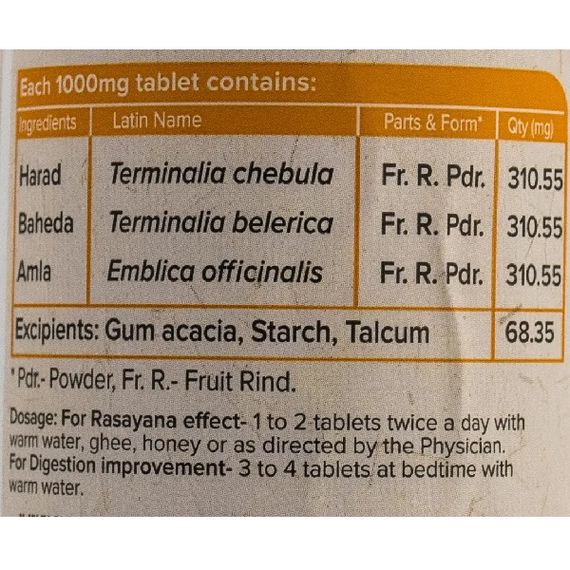 Each 1000mg tablet contains:
Ingredients Latin Name Parts & Form* Qty (mg)
Harad Terminalia chebula Fr. R. Pdr. 310.55
Baheda Terminalia belerica Fr. R. Pdr. 310.55
Amla Emblica officinalis Fr. R. Pdr. 310.55
Excipients: Gum acacia, Starch, Talcum 68.35
*Pdr.- Powder, Fr. R.- Fruit Rind.
Dosage: For Rasayana effect- 1 to 2 tablets twice a day with
warm water, ghee, honey or as directed by the Physician.
For Digestion improvement- 3 to 4 tablets at bedtime with
warm water.